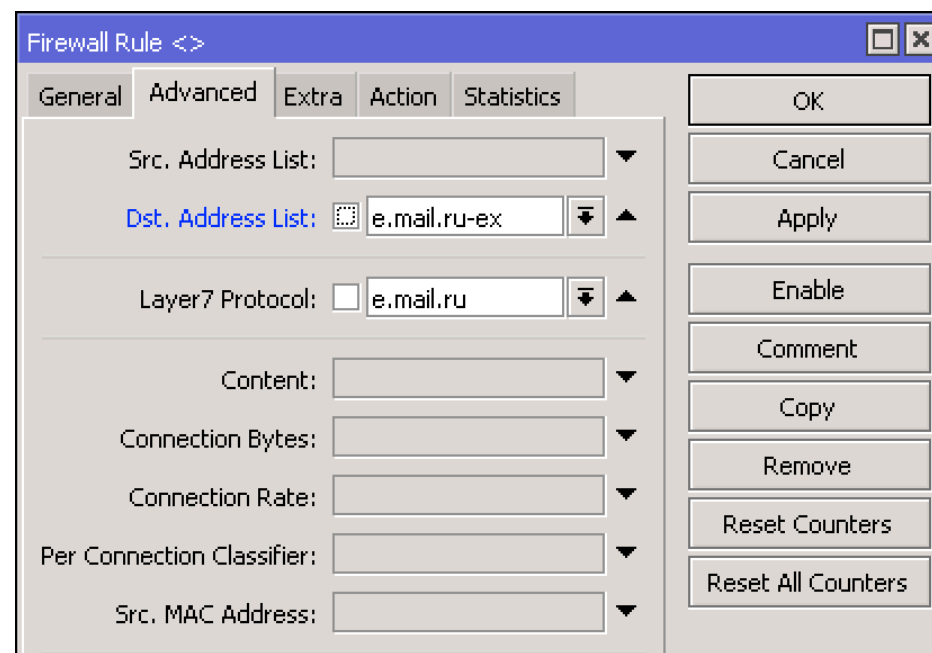 Firewall Rule <>
General Advanced Extra Action Statistics
OK
Src. Address List:
Cancel
Dst. Address List: e.mail.ru-ex
Apply
Layer7 Protocol: e.mail.ru
Enable
Comment
Content:
Copy
Connection Bytes:
Remove
Connection Rate:
Reset Counters
Per Connection Classifier:
Reset All Counters
Src. MAC Address: